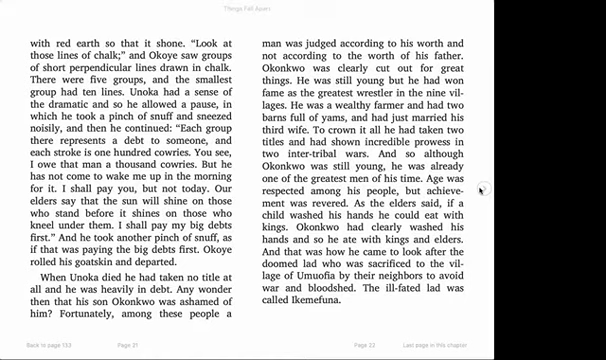 Things Fall Apart
with red earth so that it shone. “Look at
those lines of chalk;” and Okoye saw groups
of short perpendicular lines drawn in chalk.
There were five groups, and the smallest
group had ten lines. Unoka had a sense of
the dramatic and so he allowed a pause, in
which he took a pinch of snuff and sneezed
noisily, and then he continued: “Each group
there represents a debt to someone, and
each stroke is one hundred cowries. You see,
I owe that man a thousand cowries. But he
has not come to wake me up in the morning
for it. I shall pay you, but not today. Our
elders say that the sun will shine on those
who stand before it shines on those who
kneel under them. I shall pay my big debts
first.” And he took another pinch of snuff, as
if that was paying the big debts first. Okoye
rolled his goatskin and departed.
When Unoka died he had taken no title at
all and he was heavily in debt. Any wonder
then that his son Okonkwo was ashamed of
him? Fortunately, among these people a
man was judged according to his worth and
not according to the worth of his father.
Okonkwo was clearly cut out for great
things. He was still young but he had won
fame as the greatest wrestler in the nine vil-
lages. He was a wealthy farmer and had two
barns full of yams, and had just married his
third wife. To crown it all he had taken two
titles and had shown incredible prowess in
two inter-tribal wars. And so although
Okonkwo was still young, he was already
one of the greatest men of his time. Age was
respected among his people, but achieve-
ment was revered. As the elders said, if a
child washed his hands he could eat with
kings. Okonkwo had clearly washed his
hands and so he ate with kings and elders.
And that was how he came to look after the
doomed lad who was sacrificed to the vil-
lage of Umuofia by their neighbors to avoid
war and bloodshed. The ill-fated lad was
called Ikemefuna.
Back to page 133
Page 21
Page 22
Last page in this chapter